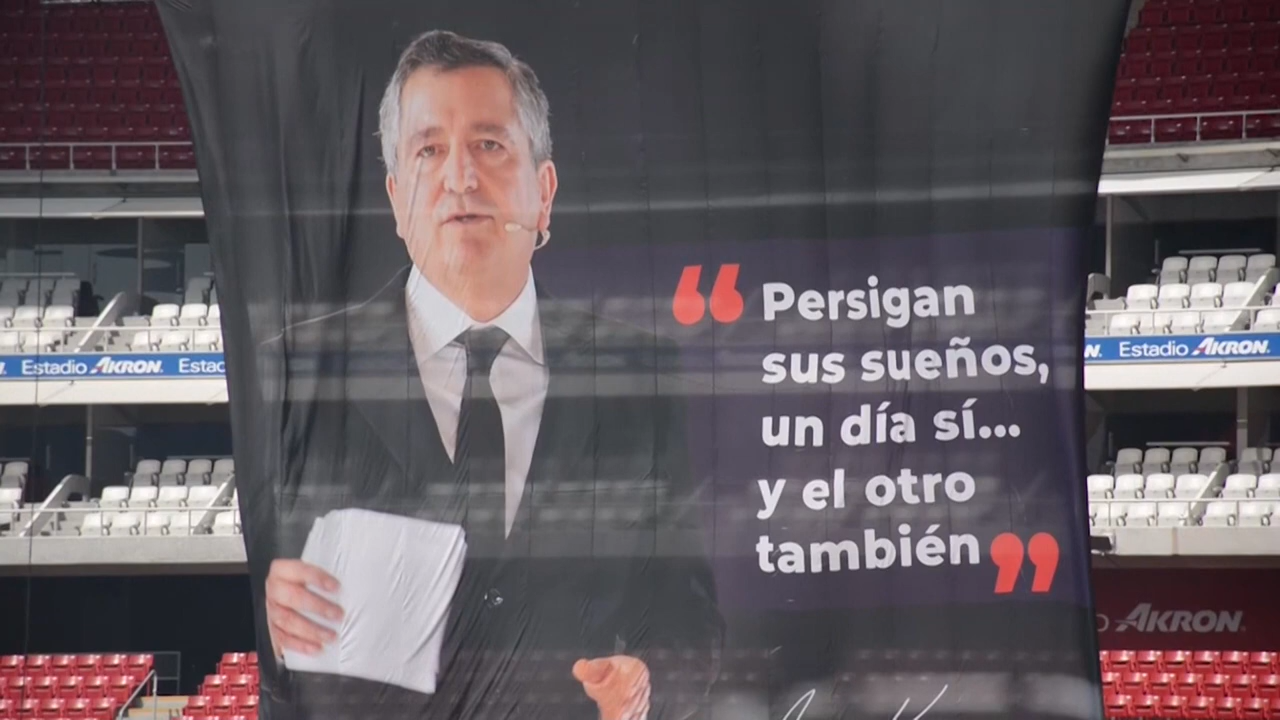 “ Persigan
sus sueños,
un día sí...
y el otro
también ”
Estadio AKRON.
Estadio AKRON.
AKRON.